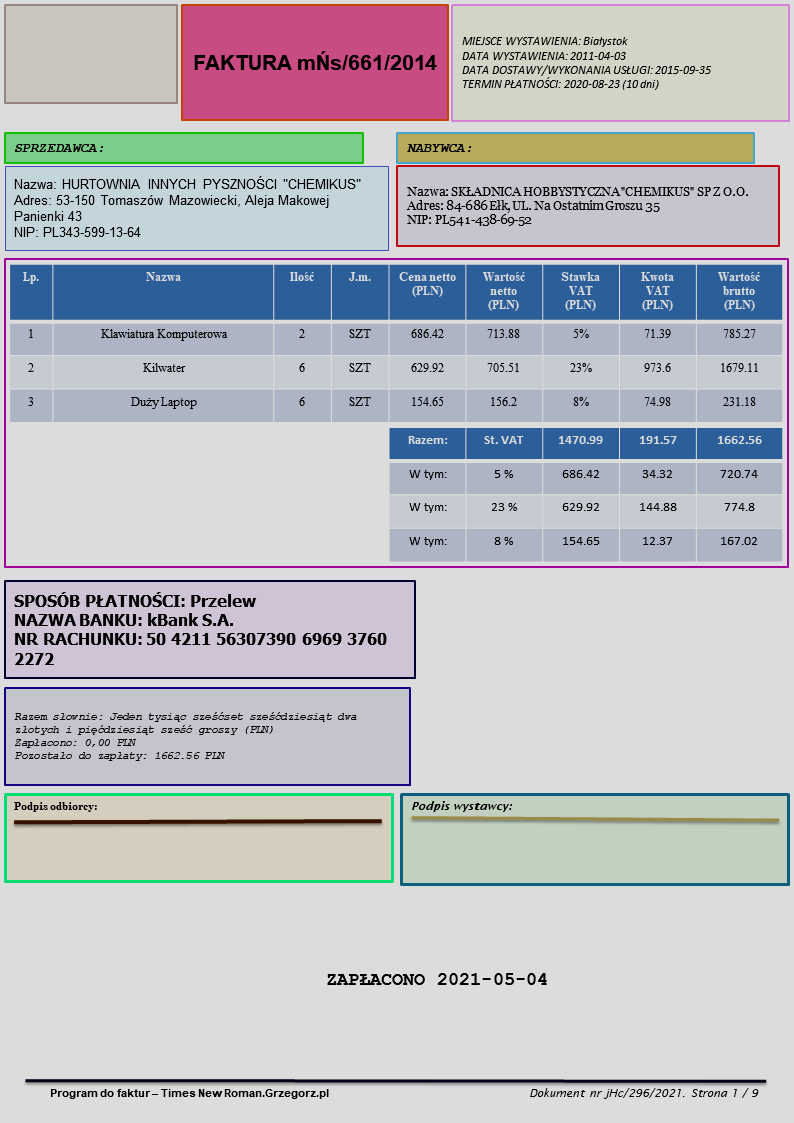 FAKTURA mŃs/661/2014
MIEJSCE WYSTAWIENIA: Białystok
DATA WYSTAWIENIA: 2011-04-03
DATA DOSTAWY/WYKONANIA USŁUGI: 2015-09-35
TERMIN PŁATNOŚCI: 2020-08-23 (10 dni)
SPRZEDAWCA:
Nazwa: HURTOWNIA INNYCH PYSZNOŚCI "CHEMIKUS"
Adres: 53-150 Tomaszów Mazowiecki, Aleja Makowej
Panienki 43
NIP: PL343-599-13-64
NABYWCA:
Nazwa: SKŁADNICA HOBBYSTYCZNA "CHEMIKUS" SP Z O.O.
Adres: 84-686 Ełk, UL. Na Ostatnim Groszu 35
NIP: PL541-438-69-52
Lp. Nazwa Ilość J.m. Cena netto (PLN) Wartość netto (PLN) Stawka VAT (PLN) Kwota VAT (PLN) Wartość brutto (PLN)
1 Klawiatura Komputerowa 2 SZT 686.42 713.88 5% 71.39 785.27
2 Kilwater 6 SZT 629.92 705.51 23% 973.6 1679.11
3 Duży Laptop 6 SZT 154.65 156.2 8% 74.98 231.18
Razem: St. VAT 1470.99 191.57 1662.56
W tym: 5 % 686.42 34.32 720.74
W tym: 23 % 629.92 144.88 774.8
W tym: 8 % 154.65 12.37 167.02
SPOSÓB PŁATNOŚCI: Przelew
NAZWA BANKU: kBank S.A.
NR RACHUNKU: 50 4211 56307390 6969 3760
2272
Razem słownie: Jeden tysiąc sześćset sześćdziesiąt dwa
złotych i pięćdziesiąt sześć groszy (PLN)
Zapłacono: 0,00 PLN
Pozostało do zapłaty: 1662.56 PLN
Podpis odbiorcy:
Podpis wystawcy:
ZAPŁACONO 2021-05-04
Program do faktur – Times New Roman.Grzegorz.pl
Dokument nr jHc/296/2021. Strona 1 / 9